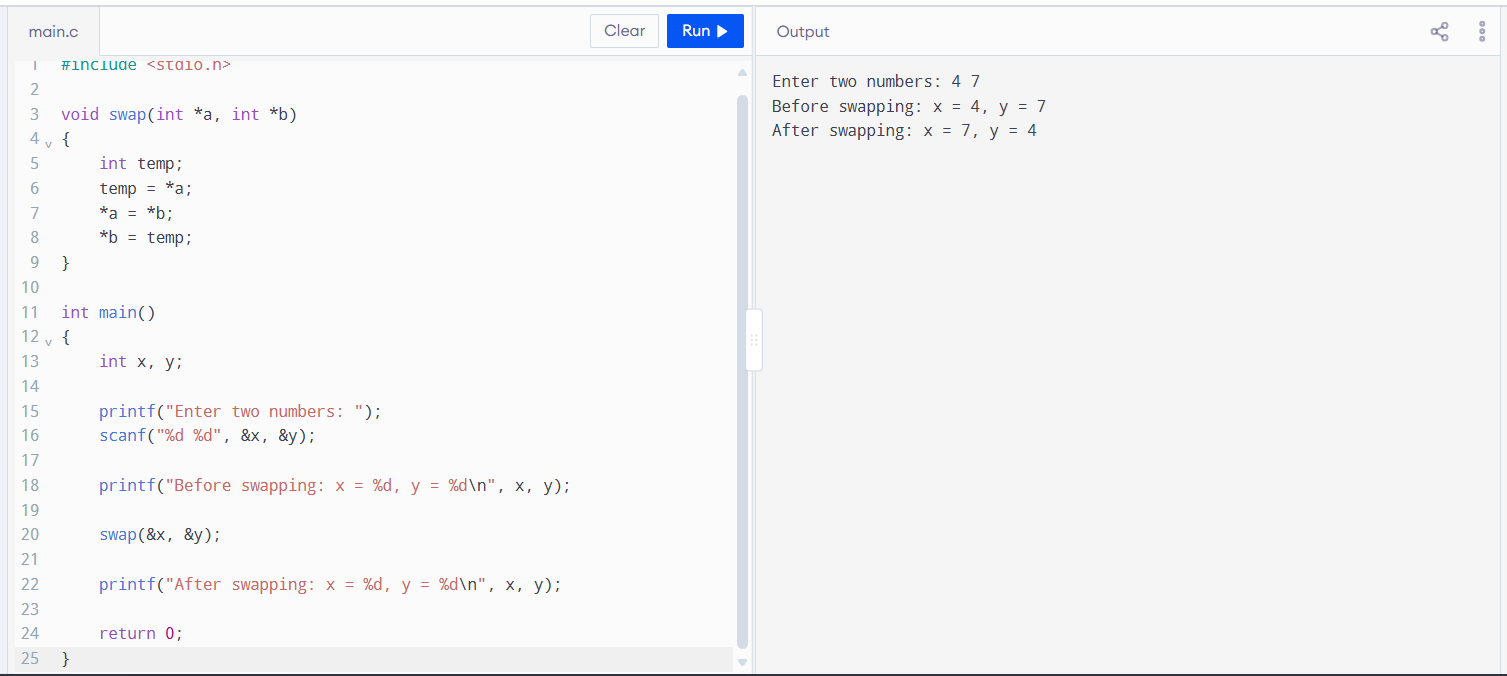 main.c
Clear
Run
Output
1 #include <stdio.h>
2
3 void swap(int *a, int *b)
4 {
5     int temp;
6     temp = *a;
7     *a = *b;
8     *b = temp;
9 }
10
11 int main()
12 {
13     int x, y;
14
15     printf("Enter two numbers: ");
16     scanf("%d %d", &x, &y);
17
18     printf("Before swapping: x = %d, y = %d\n", x, y);
19
20     swap(&x, &y);
21
22     printf("After swapping: x = %d, y = %d\n", x, y);
23
24     return 0;
25 }
Enter two numbers: 4 7
Before swapping: x = 4, y = 7
After swapping: x = 7, y = 4